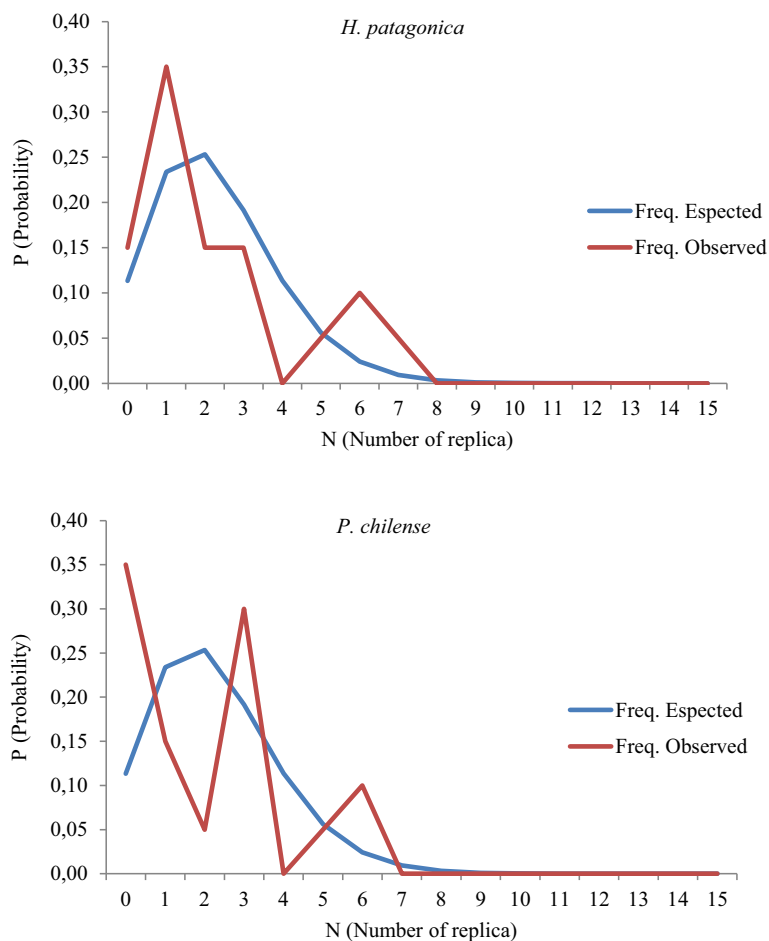 H. patagonica
0,40
0,35
0,30
0,25
0,20
0,15
0,10
0,05
0,00
P (Probability)
Freq. Espected
Freq. Observed
0 1 2 3 4 5 6 7 8 9 10 11 12 13 14 15
N (Number of replica)
P. chilense
0,40
0,35
0,30
0,25
0,20
0,15
0,10
0,05
0,00
P (Probability)
Freq. Espected
Freq. Observed
0 1 2 3 4 5 6 7 8 9 10 11 12 13 14 15
N (Number of replica)